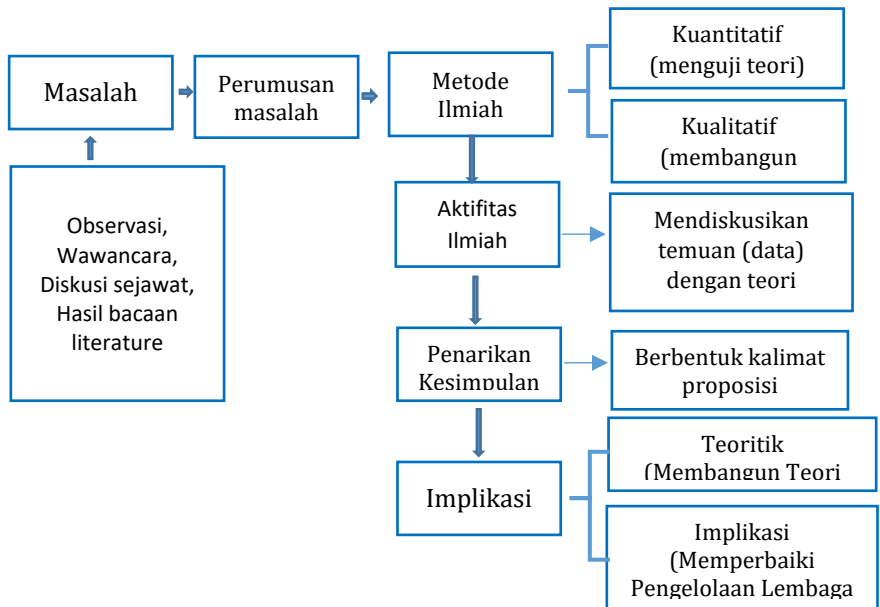 Masalah
Perumusan
masalah
Metode
Ilmiah
Kuantitatif
(menguji teori)
Kualitatif
(membangun
Observasi,
Wawancara,
Diskusi sejawat,
Hasil bacaan
literature
Aktifitas
Ilmiah
Mendiskusikan
temuan (data)
dengan teori
Penarikan
Kesimpulan
Berbentuk kalimat
proposisi
Implikasi
Teoritik
(Membangun Teori
Implikasi
(Memperbaiki
Pengelolaan Lembaga